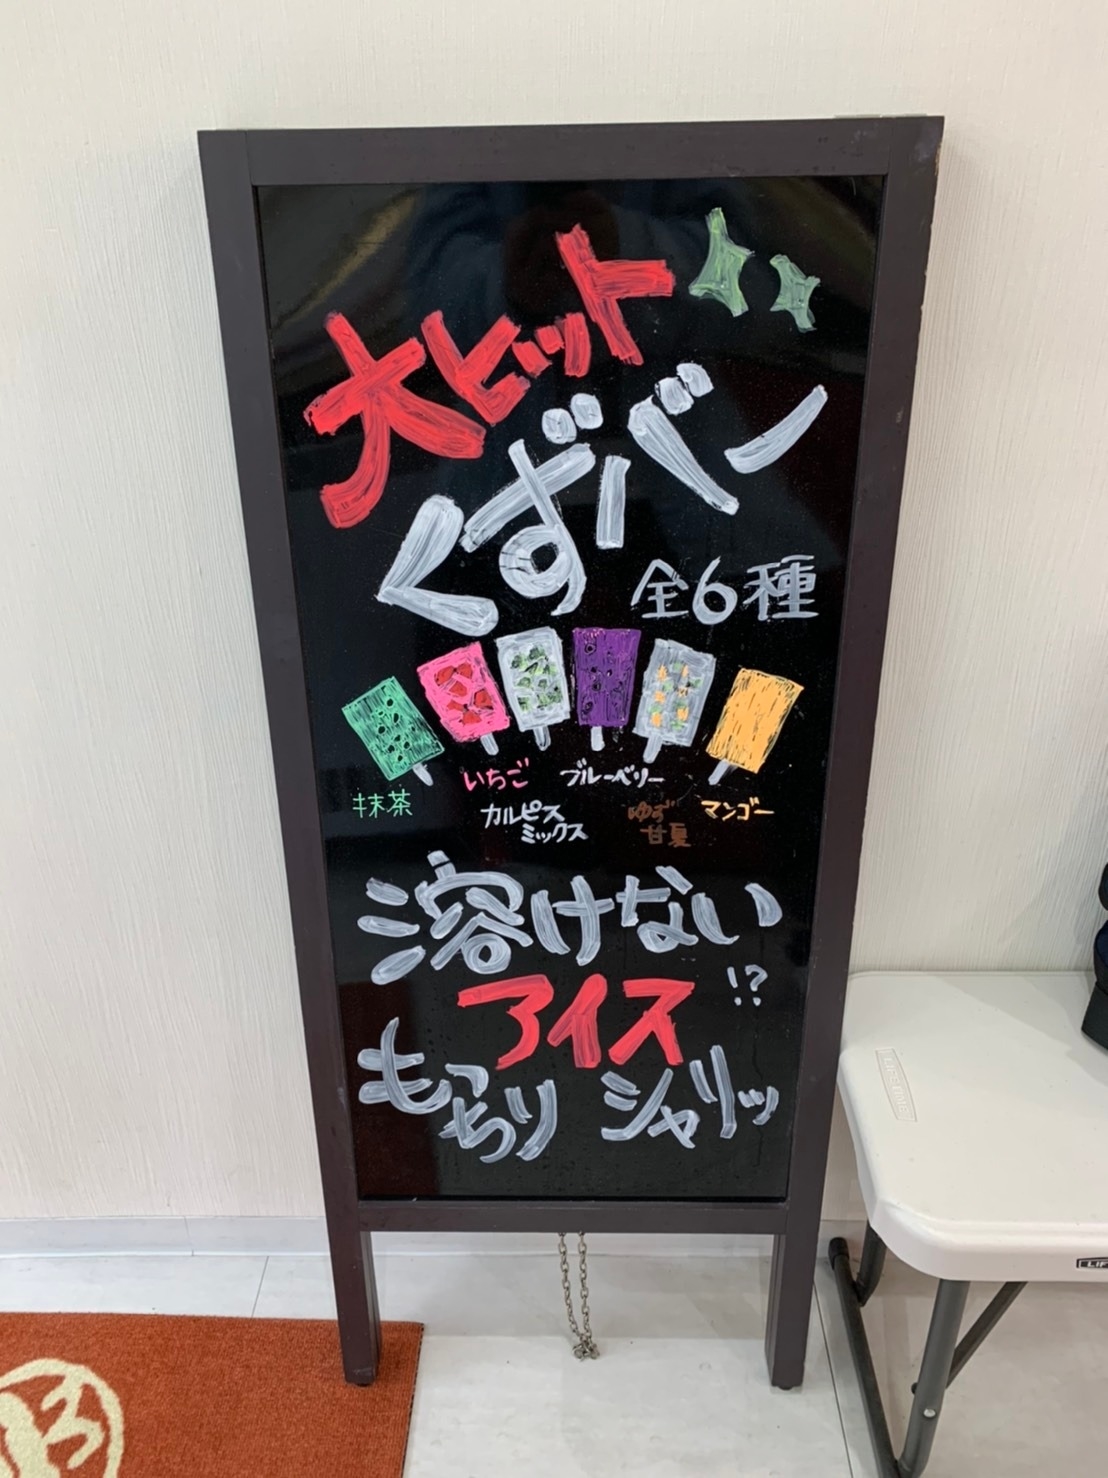 大ヒット
くずバー
全6種
抹茶
いちご
カルピス
ミックス
ブルーベリー
ゆず
甘夏
マンゴー
溶けない
アイス!?
もっちり シャリッ